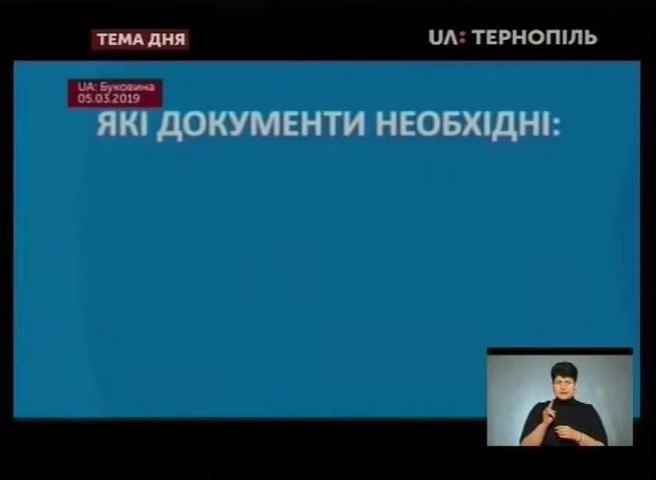 ТЕМА ДНЯ
UA: ТЕРНОПІЛЬ
UA: Буковина
05.03.2019
ЯКІ ДОКУМЕНТИ НЕОБХІДНІ: